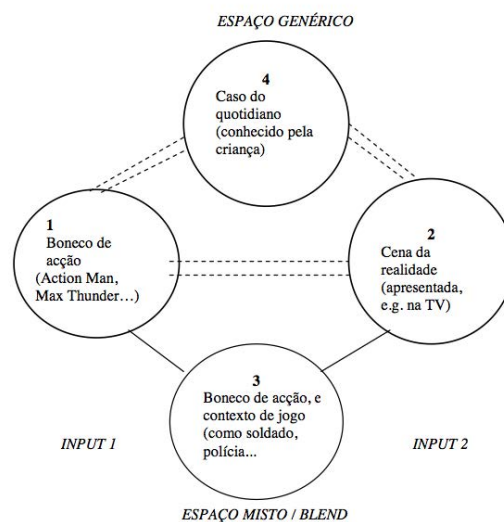 ESPAÇO GENÉRICO
4
Caso do
quotidiano
(conhecido pela
criança)
1
Boneco de
acção
(Action Man,
Max Thunder…)
2
Cena da
realidade
(apresentada,
e.g. na TV)
3
Boneco de acção, e
contexto de jogo
(como soldado,
polícia...
INPUT 1
INPUT 2
ESPAÇO MISTO / BLEND